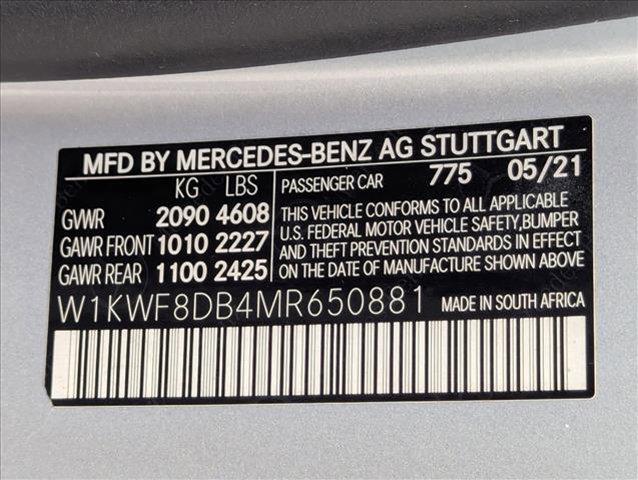 MFD BY MERCEDES-BENZ AG STUTTGART
KG LBS
GVWR 2090 4608
GAWR FRONT 1010 2227
GAWR REAR 1100 2425
PASSENGER CAR 775 05/21
THIS VEHICLE CONFORMS TO ALL APPLICABLE
U.S. FEDERAL MOTOR VEHICLE SAFETY, BUMPER
AND THEFT PREVENTION STANDARDS IN EFFECT
ON THE DATE OF MANUFACTURE SHOWN ABOVE
W1KWF8DB4MR650881 MADE IN SOUTH AFRICA